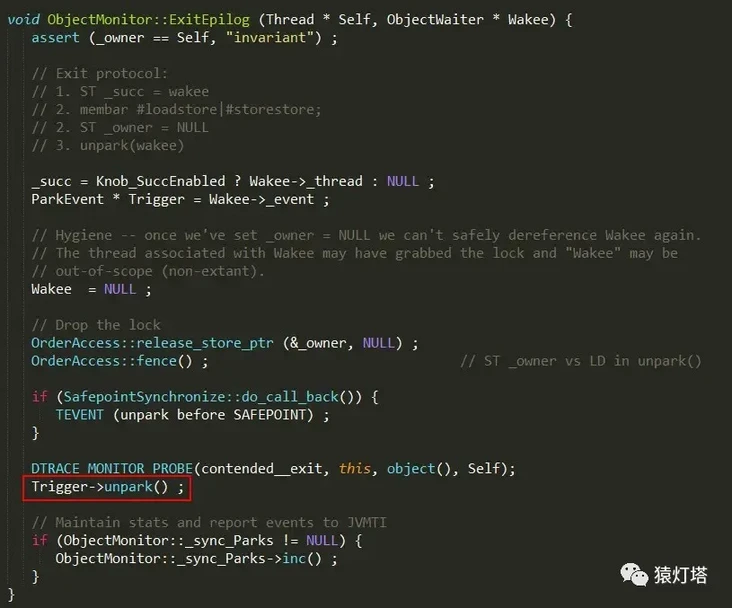 void ObjectMonitor::ExitEpilog (Thread * Self, ObjectWaiter * Wakee) {
assert (_owner == Self, "invariant") ;
// Exit protocol:
// 1. ST _succ = wakee
// 2. membar #loadstore|#storestore;
// 2. ST _owner = NULL
// 3. unpark(wakee)
_succ = Knob_SuccEnabled ? Wakee->_thread : NULL ;
ParkEvent * Trigger = Wakee->_event ;
// Hygiene -- once we've set _owner = NULL we can't safely dereference Wakee again.
// The thread associated with Wakee may have grabbed the lock and "Wakee" may be
// out-of-scope (non-extant).
Wakee  = NULL ;
// Drop the lock
OrderAccess::release_store_ptr (&_owner, NULL) ;
OrderAccess::fence() ; // ST _owner vs LD in unpark()
if (SafepointSynchronize::do_call_back()) {
TEVENT (unpark before SAFEPOINT) ;
}
DTRACE_MONITOR_PROBE(contended__exit, this, object(), Self);
Trigger->unpark() ;
// Maintain stats and report events to JVMTI
if (ObjectMonitor::_sync_Parks != NULL) {
ObjectMonitor::_sync_Parks->inc() ;
}
}
猿灯塔